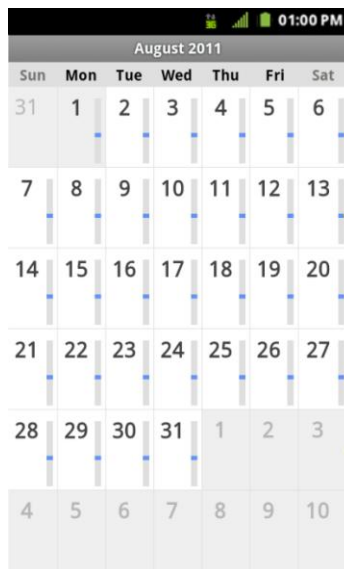 3G 01:00 PM
August 2011
Sun Mon Tue Wed Thu Fri Sat
31 1 2 3 4 5 6
7 8 9 10 11 12 13
14 15 16 17 18 19 20
21 22 23 24 25 26 27
28 29 30 31 1 2 3
4 5 6 7 8 9 10